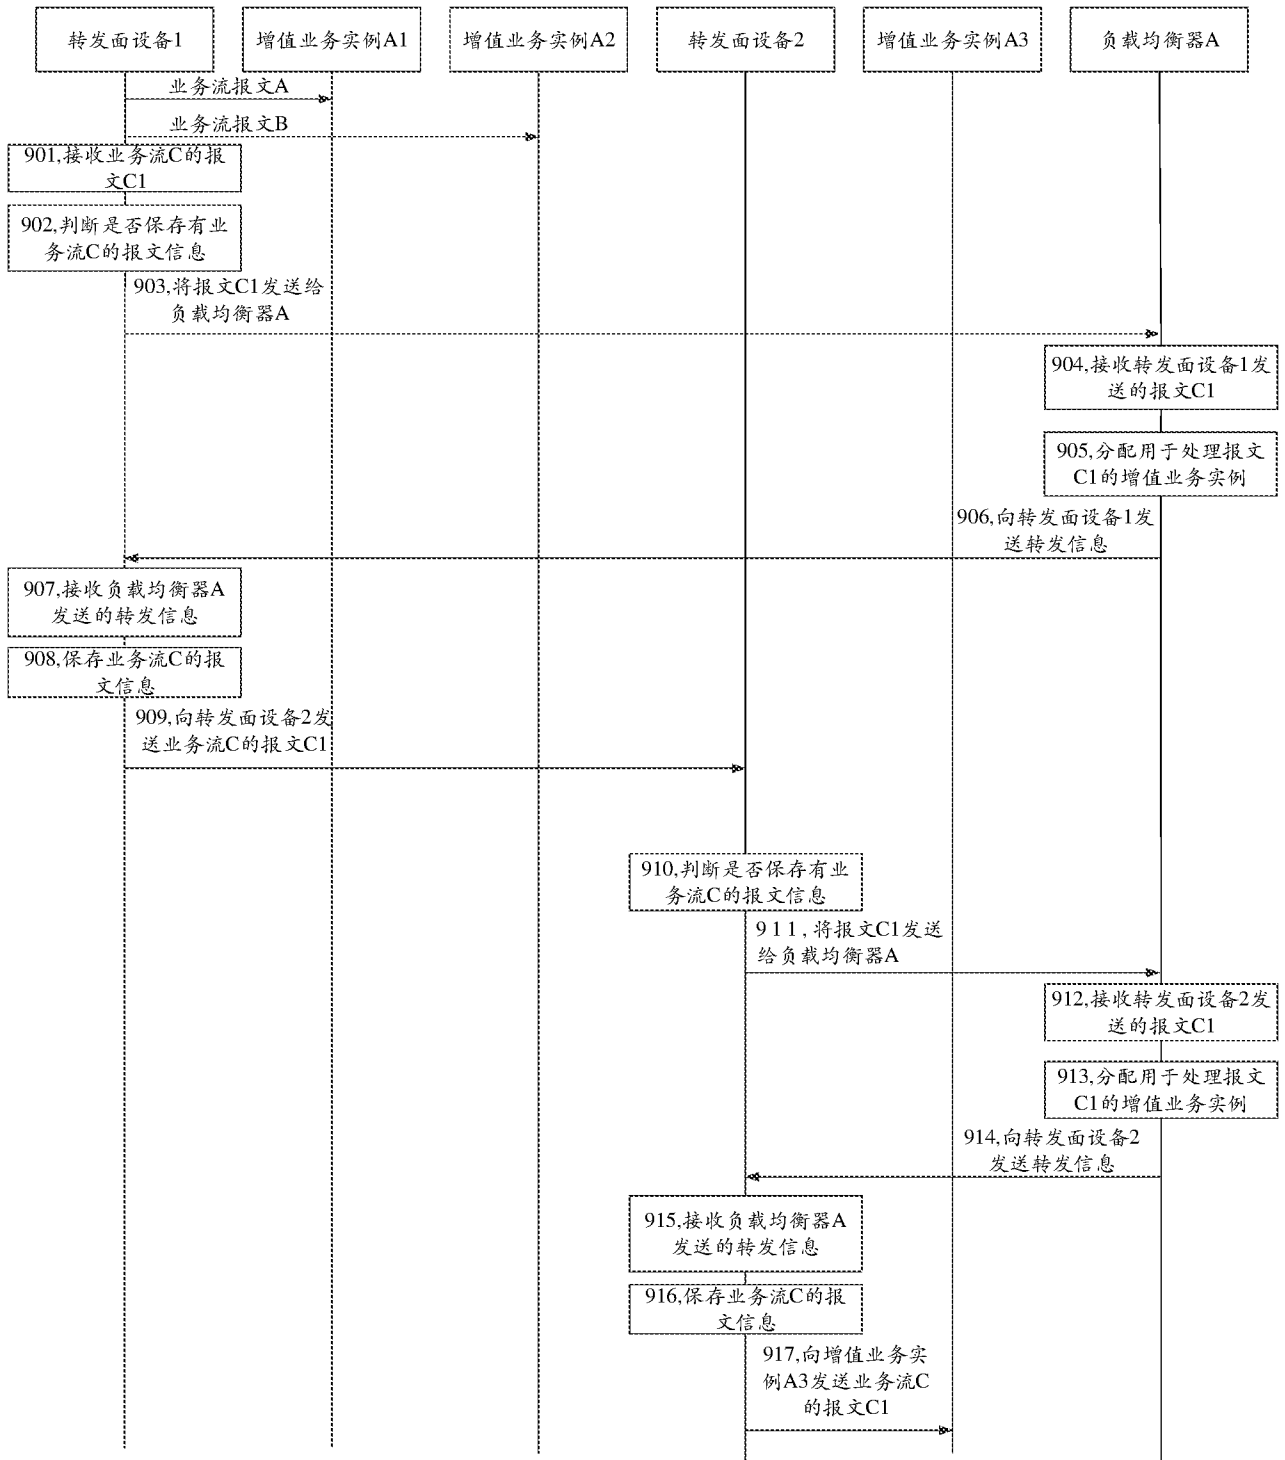 转发面设备1
增值业务实例A1
增值业务实例A2
转发面设备2
增值业务实例A3
负载均衡器A
业务流报文A
业务流报文B
901,接收业务流C的报
文C1
902,判断是否保存有业
务流C的报文信息
903,将报文C1发送给
负载均衡器A
904,接收转发面设备1发
送的报文C1
905,分配用于处理报文
C1的增值业务实例
906,向转发面设备1发
送转发信息
907,接收负载均衡器A
发送的转发信息
908,保存业务流C的报
文信息
909,向转发面设备2发
送业务流C的报文C1
910,判断是否保存有业
务流C的报文信息
911,将报文C1发送
给负载均衡器A
912,接收转发面设备2发
送的报文C1
913,分配用于处理报文
C1的增值业务实例
914,向转发面设备2
发送转发信息
915,接收负载均衡器A
发送的转发信息
916,保存业务流C的报
文信息
917,向增值业务实
例A3发送业务流C
的报文C1